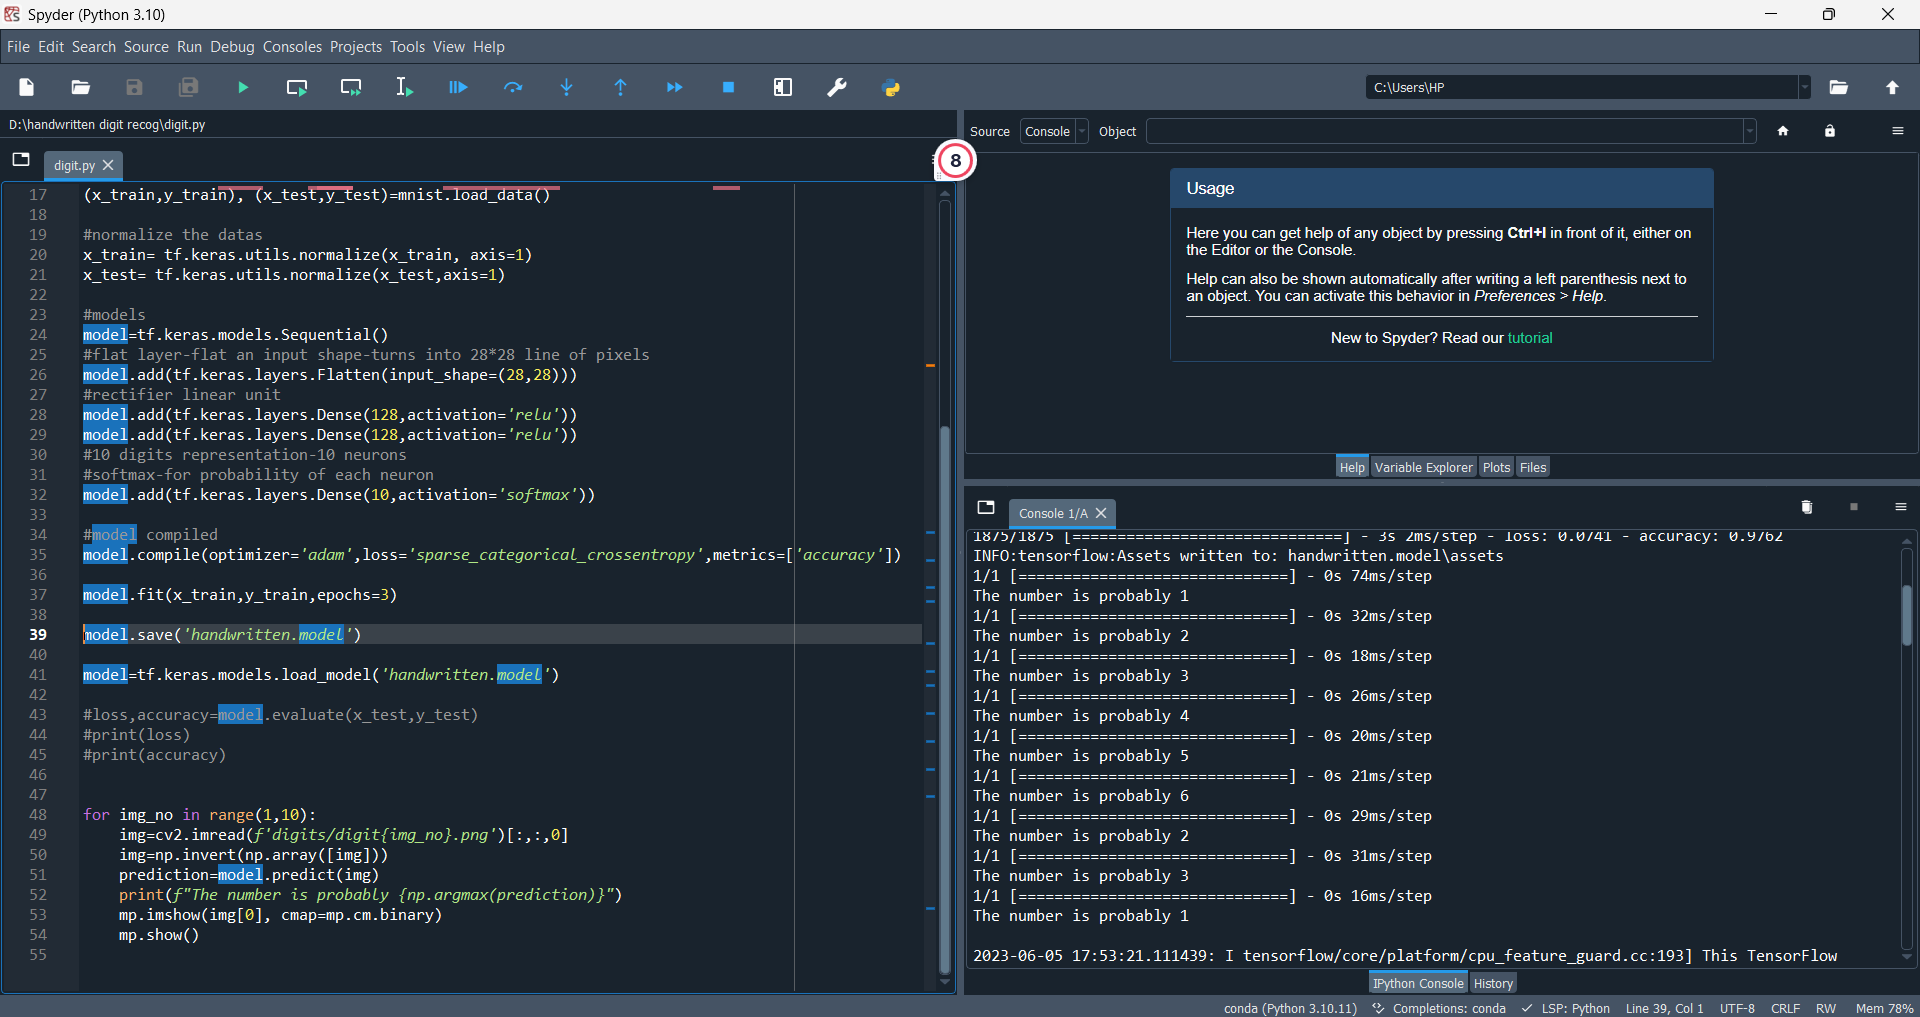 Spyder (Python 3.10)
File Edit Search Source Run Debug Consoles Projects Tools View Help
C:\Users\HP
D:\handwritten digit recog\digit.py
digit.py
8
17 (x_train,y_train), (x_test,y_test)=mnist.load_data()
18
19 #normalize the datas
20 x_train= tf.keras.utils.normalize(x_train, axis=1)
21 x_test= tf.keras.utils.normalize(x_test,axis=1)
22
23 #models
24 model=tf.keras.models.Sequential()
25 #flat layer-flat an input shape-turns into 28*28 line of pixels
26 model.add(tf.keras.layers.Flatten(input_shape=(28,28)))
27 #rectifier linear unit
28 model.add(tf.keras.layers.Dense(128,activation='relu'))
29 model.add(tf.keras.layers.Dense(128,activation='relu'))
30 #10 digits representation-10 neurons
31 #softmax-for probability of each neuron
32 model.add(tf.keras.layers.Dense(10,activation='softmax'))
33
34 #model compiled
35 model.compile(optimizer='adam',loss='sparse_categorical_crossentropy',metrics=['accuracy'])
36
37 model.fit(x_train,y_train,epochs=3)
38
39 model.save('handwritten.model')
40
41 model=tf.keras.models.load_model('handwritten.model')
42
43 #loss,accuracy=model.evaluate(x_test,y_test)
44 #print(loss)
45 #print(accuracy)
46
47
48 for img_no in range(1,10):
49 img=cv2.imread(f'digits/digit{img_no}.png')[:,:,0]
50 img=np.invert(np.array([img]))
51 prediction=model.predict(img)
52 print(f"The number is probably {np.argmax(prediction)}")
53 mp.imshow(img[0], cmap=mp.cm.binary)
54 mp.show()
55
Source Console Object
Usage
Here you can get help of any object by pressing Ctrl+I in front of it, either on
the Editor or the Console.
Help can also be shown automatically after writing a left parenthesis next to
an object. You can activate this behavior in Preferences > Help.
New to Spyder? Read our tutorial
Help Variable Explorer Plots Files
Console 1/A
1875/1875 [==============================] - 3s 2ms/step - loss: 0.0741 - accuracy: 0.9762
INFO:tensorflow:Assets written to: handwritten.model\assets
1/1 [==============================] - 0s 74ms/step
The number is probably 1
1/1 [==============================] - 0s 32ms/step
The number is probably 2
1/1 [==============================] - 0s 18ms/step
The number is probably 3
1/1 [==============================] - 0s 26ms/step
The number is probably 4
1/1 [==============================] - 0s 20ms/step
The number is probably 5
1/1 [==============================] - 0s 21ms/step
The number is probably 6
1/1 [==============================] - 0s 29ms/step
The number is probably 2
1/1 [==============================] - 0s 31ms/step
The number is probably 3
1/1 [==============================] - 0s 16ms/step
The number is probably 1
2023-06-05 17:53:21.111439: I tensorflow/core/platform/cpu_feature_guard.cc:193] This TensorFlow
IPython Console History
conda (Python 3.10.11) Completions: conda LSP: Python Line 39, Col 1 UTF-8 CRLF RW Mem 78%